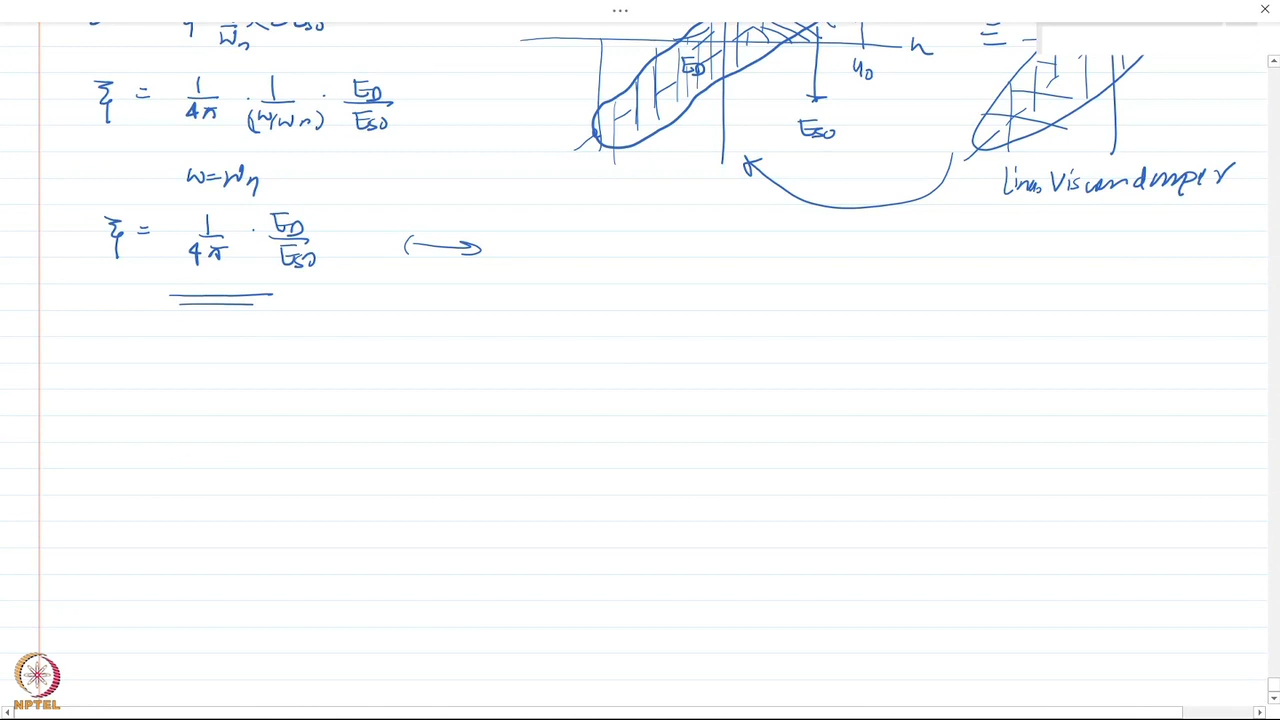 ξ = 1/4π · 1/(ω/ωn) · ED/ESO
ω=ωn
ξ = 1/4π · ED/ESO
ED
u
u0
ESO
Linear Viscous damper
NPTEL